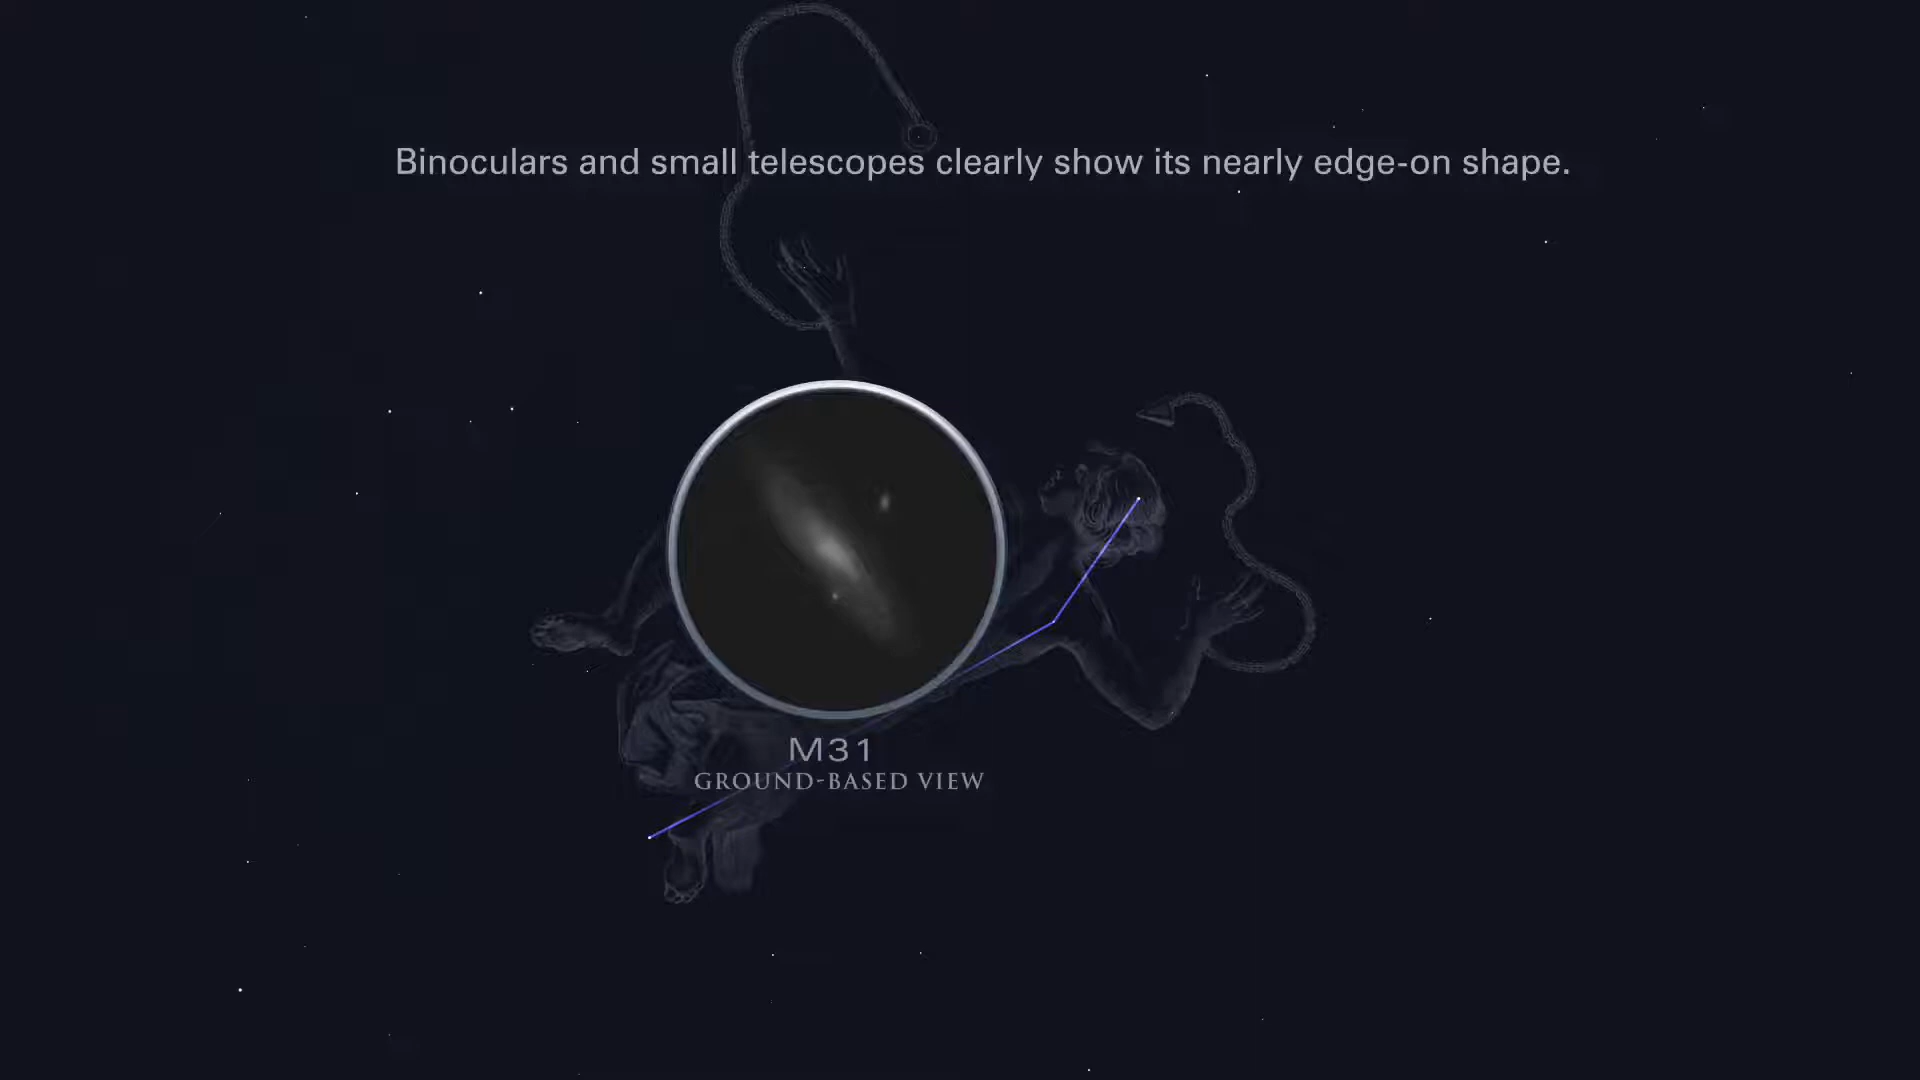 Binoculars and small telescopes clearly show its nearly edge-on shape.
M31
GROUND-BASED VIEW